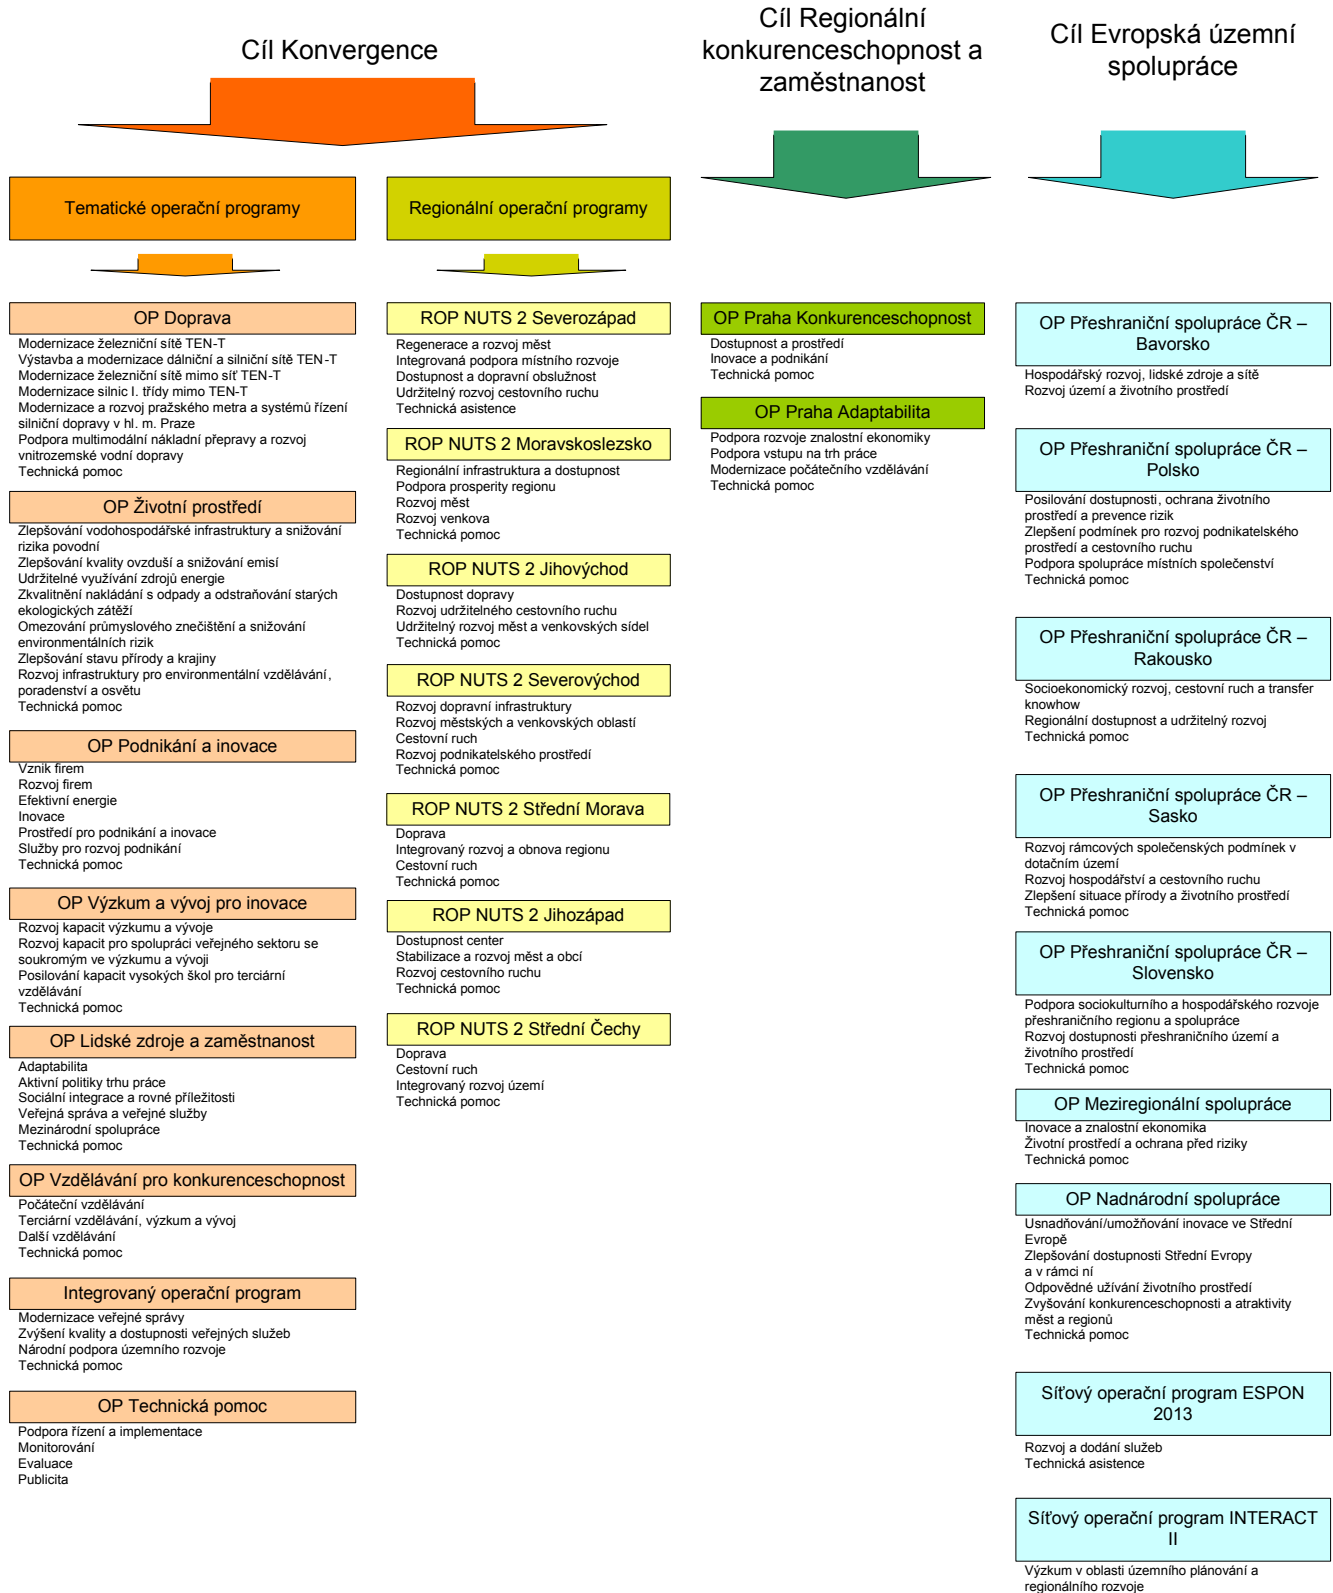 Cíl Konvergence
Tematické operační programy
OP Doprava
Modernizace železniční sítě TEN-T
Výstavba a modernizace dálniční a silniční sítě TEN-T
Modernizace železniční sítě mimo síť TEN-T
Modernizace silnic I. třídy mimo TEN-T
Modernizace a rozvoj pražského metra a systémů řízení
silniční dopravy v hl. m. Praze
Podpora multimodální nákladní přepravy a rozvoj
vnitrozemské vodní dopravy
Technická pomoc
OP Životní prostředí
Zlepšování vodohospodářské infrastruktury a snižování
rizika povodní
Zlepšování kvality ovzduší a snižování emisí
Udržitelné využívání zdrojů energie
Zkvalitnění nakládání s odpady a odstraňování starých
ekologických zátěží
Omezování průmyslového znečištění a snižování
environmentálních rizik
Zlepšování stavu přírody a krajiny
Rozvoj infrastruktury pro environmentální vzdělávání,
poradenství a osvětu
Technická pomoc
OP Podnikání a inovace
Vznik firem
Rozvoj firem
Efektivní energie
Inovace
Prostředí pro podnikání a inovace
Služby pro rozvoj podnikání
Technická pomoc
OP Výzkum a vývoj pro inovace
Rozvoj kapacit výzkumu a vývoje
Rozvoj kapacit pro spolupráci veřejného sektoru se
soukromým ve výzkumu a vývoji
Posilování kapacit vysokých škol pro terciární
vzdělávání
Technická pomoc
OP Lidské zdroje a zaměstnanost
Adaptabilita
Aktivní politiky trhu práce
Sociální integrace a rovné příležitosti
Veřejná správa a veřejné služby
Mezinárodní spolupráce
Technická pomoc
OP Vzdělávání pro konkurenceschopnost
Počáteční vzdělávání
Terciární vzdělávání, výzkum a vývoj
Další vzdělávání
Technická pomoc
Integrovaný operační program
Modernizace veřejné správy
Zvýšení kvality a dostupnosti veřejných služeb
Národní podpora územního rozvoje
Technická pomoc
OP Technická pomoc
Podpora řízení a implementace
Monitorování
Evaluace
Publicita
Regionální operační programy
ROP NUTS 2 Severozápad
Regenerace a rozvoj měst
Integrovaná podpora místního rozvoje
Dostupnost a dopravní obslužnost
Udržitelný rozvoj cestovního ruchu
Technická asistence
ROP NUTS 2 Moravskoslezsko
Regionální infrastruktura a dostupnost
Podpora prosperity regionu
Rozvoj měst
Rozvoj venkova
Technická pomoc
ROP NUTS 2 Jihovýchod
Dostupnost dopravy
Rozvoj udržitelného cestovního ruchu
Udržitelný rozvoj měst a venkovských sídel
Technická pomoc
ROP NUTS 2 Severovýchod
Rozvoj dopravní infrastruktury
Rozvoj městských a venkovských oblastí
Cestovní ruch
Rozvoj podnikatelského prostředí
Technická pomoc
ROP NUTS 2 Střední Morava
Doprava
Integrovaný rozvoj a obnova regionu
Cestovní ruch
Technická pomoc
ROP NUTS 2 Jihozápad
Dostupnost center
Stabilizace a rozvoj měst a obcí
Rozvoj cestovního ruchu
Technická pomoc
ROP NUTS 2 Střední Čechy
Doprava
Cestovní ruch
Integrovaný rozvoj území
Technická pomoc
Cíl Regionální
konkurenceschopnost a
zaměstnanost
OP Praha Konkurenceschopnost
Dostupnost a prostředí
Inovace a podnikání
Technická pomoc
OP Praha Adaptabilita
Podpora rozvoje znalostní ekonomiky
Podpora vstupu na trh práce
Modernizace počátečního vzdělávání
Technická pomoc
Cíl Evropská územní
spolupráce
OP Přeshraniční spolupráce ČR –
Bavorsko
Hospodářský rozvoj, lidské zdroje a sítě
Rozvoj území a životního prostředí
OP Přeshraniční spolupráce ČR –
Polsko
Posilování dostupnosti, ochrana životního
prostředí a prevence rizik
Zlepšení podmínek pro rozvoj podnikatelského
prostředí a cestovního ruchu
Podpora spolupráce místních společenství
Technická pomoc
OP Přeshraniční spolupráce ČR –
Rakousko
Socioekonomický rozvoj, cestovní ruch a transfer
knowhow
Regionální dostupnost a udržitelný rozvoj
Technická pomoc
OP Přeshraniční spolupráce ČR –
Sasko
Rozvoj rámcových společenských podmínek v
dotačním území
Rozvoj hospodářství a cestovního ruchu
Zlepšení situace přírody a životního prostředí
Technická pomoc
OP Přeshraniční spolupráce ČR –
Slovensko
Podpora sociokulturního a hospodářského rozvoje
přeshraničního regionu a spolupráce
Rozvoj dostupnosti přeshraničního území a
životního prostředí
Technická pomoc
OP Meziregionální spolupráce
Inovace a znalostní ekonomika
Životní prostředí a ochrana před riziky
Technická pomoc
OP Nadnárodní spolupráce
Usnadňování/umožňování inovace ve Střední
Evropě
Zlepšování dostupnosti Střední Evropy
a v rámci ní
Odpovědné užívání životního prostředí
Zvyšování konkurenceschopnosti a atraktivity
měst a regionů
Technická pomoc
Síťový operační program ESPON
2013
Rozvoj a dodání služeb
Technická asistence
Síťový operační program INTERACT
II
Výzkum v oblasti územního plánování a
regionálního rozvoje